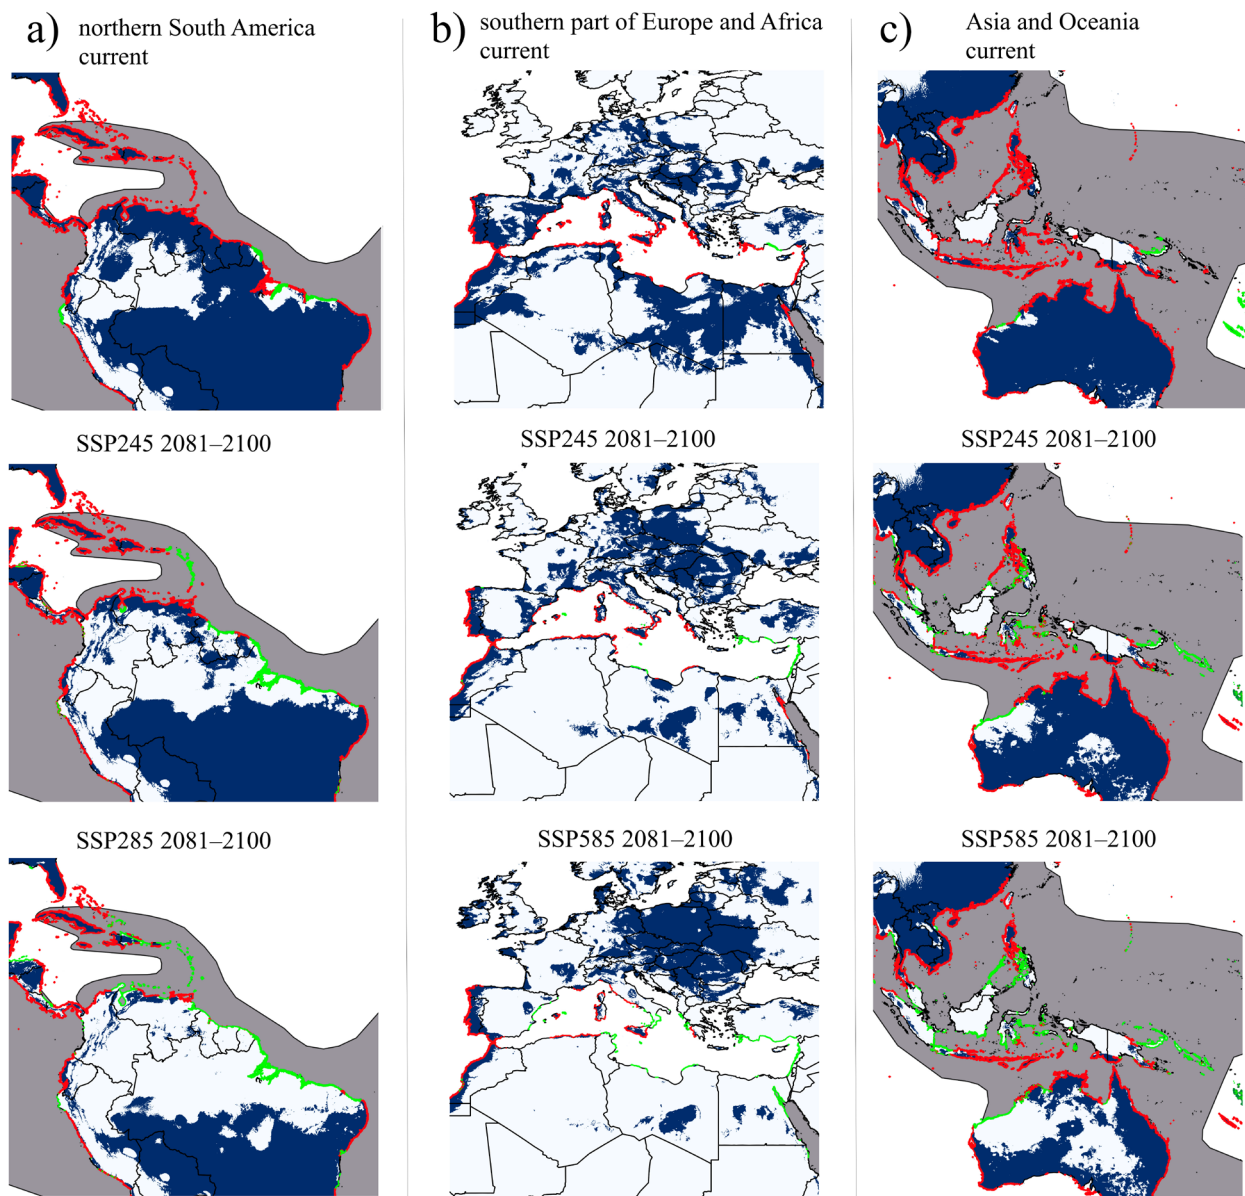 a) northern South America
current
b) southern part of Europe and Africa
current
c) Asia and Oceania
current
SSP245 2081–2100
SSP245 2081–2100
SSP245 2081–2100
SSP285 2081–2100
SSP585 2081–2100
SSP585 2081–2100